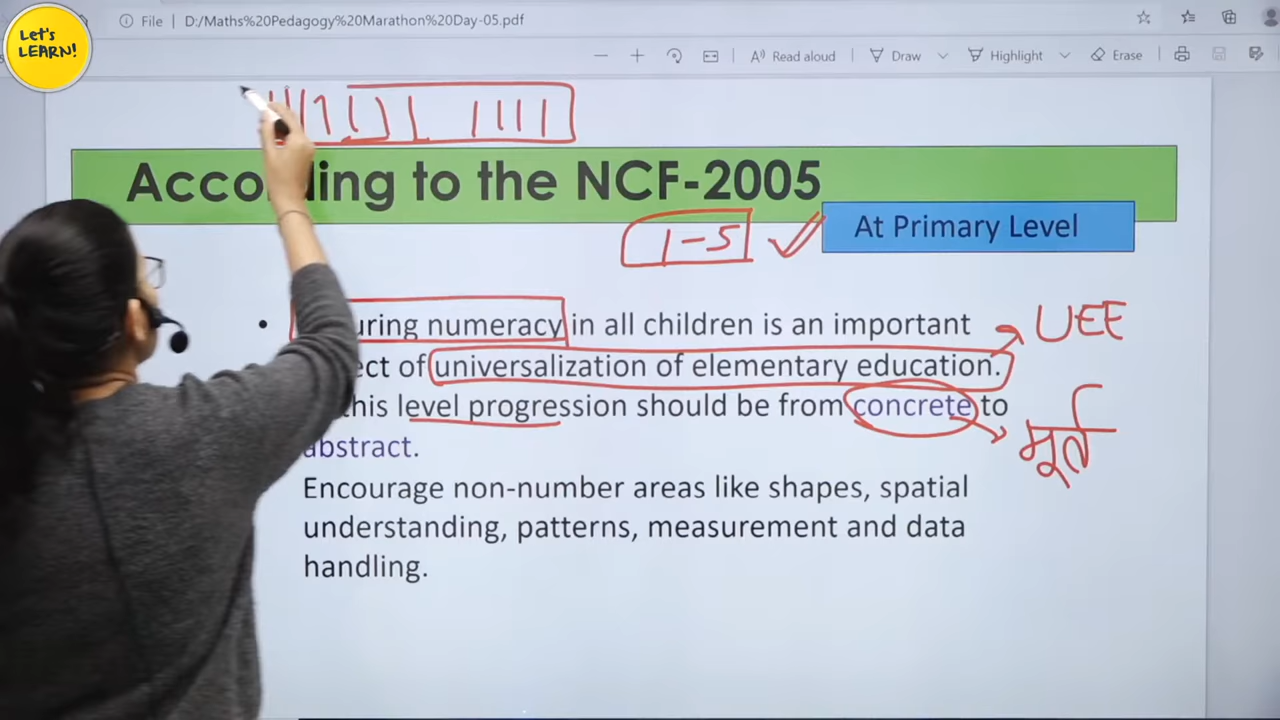 Let's
LEARN!
File D:/Maths%20Pedagogy%20Marathon%20Day-05.pdf
Read aloud Draw Highlight Erase
According to the NCF-2005
1-5 At Primary Level
uring numeracy in all children is an important UEE
ect of universalization of elementary education.
this level progression should be from concrete to
abstract. मूर्त
Encourage non-number areas like shapes, spatial
understanding, patterns, measurement and data
handling.